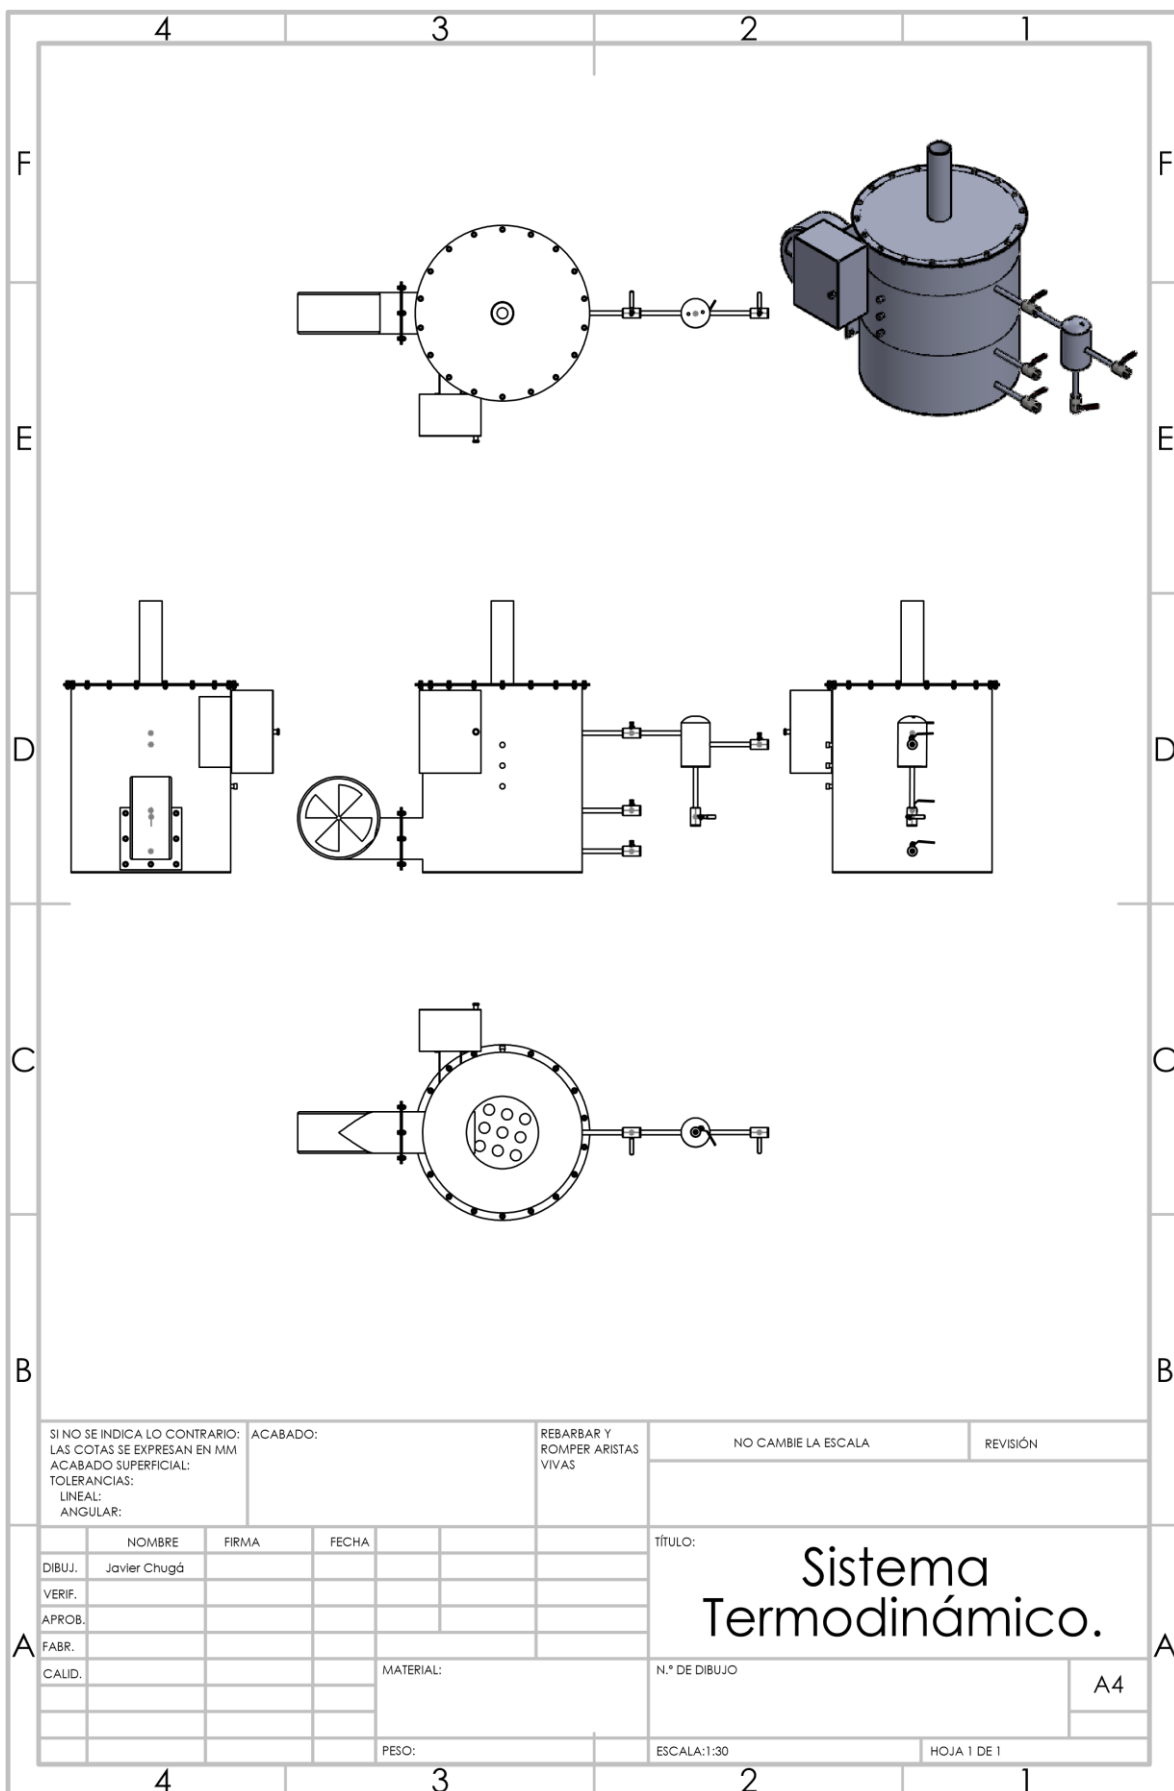 4 3 2 1
F F
E E
D D
C C
B B
SI NO SE INDICA LO CONTRARIO:
LAS COTAS SE EXPRESAN EN MM
ACABADO SUPERFICIAL:
TOLERANCIAS:
LINEAL:
ANGULAR:
ACABADO:
REBARBAR Y
ROMPER ARISTAS
VIVAS
NO CAMBIE LA ESCALA
REVISIÓN
NOMBRE FIRMA FECHA
DIBUJ. Javier Chugá
VERIF.
APROB.
FABR.
CALID.
TÍTULO:
Sistema
Termodinámico.
A A
MATERIAL:
N.º DE DIBUJO
A4
PESO:
ESCALA:1:30
HOJA 1 DE 1
4 3 2 1